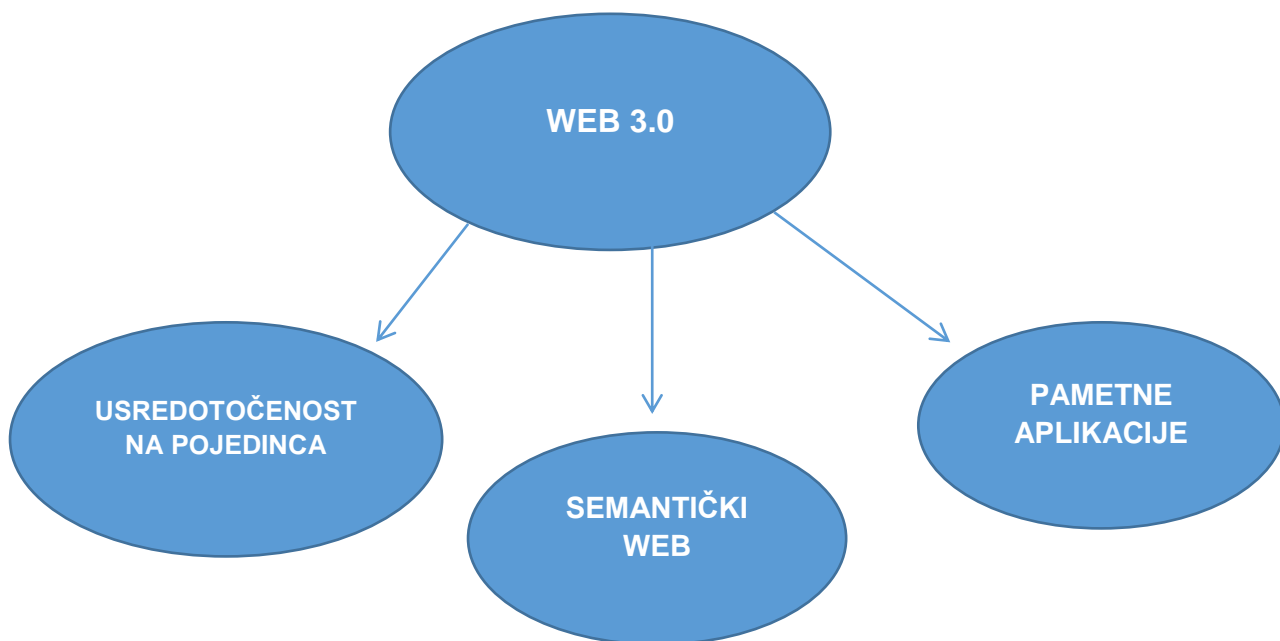 WEB 3.0
USREDOTOČENOST
NA POJEDINCA
SEMANTIČKI
WEB
PAMETNE
APLIKACIJE